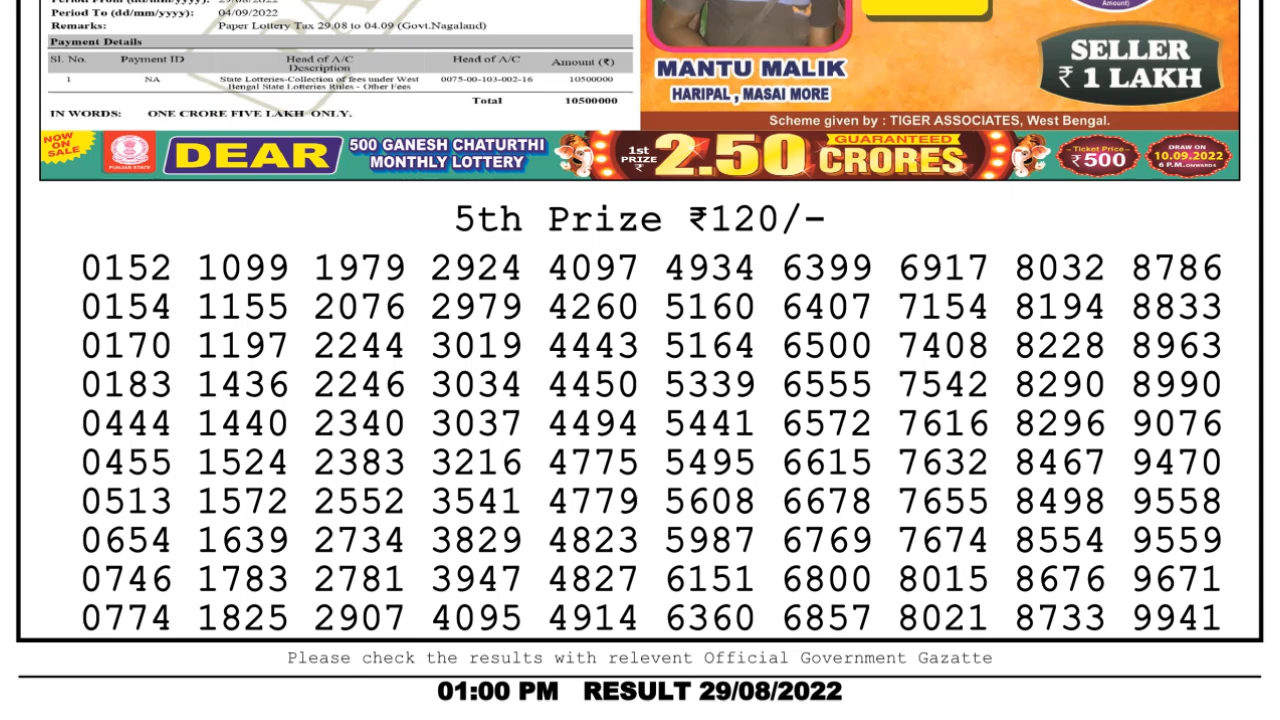 Period To (dd/mm/yyyy): 04/09/2022
Remarks: Paper Lottery Tax 29.08 to 04.09 (Govt.Nagaland)
Payment Details
Sl. No. Payment ID Head of A/C Description Head of A/C Amount (₹)
1 NA State Lotteries-Collection of fees under West Bengal State Lotteries Rules - Other Fees 0075-00-103-002-16 10500000
Total 10500000
IN WORDS: ONE CRORE FIVE LAKH ONLY.
Amount)
MANTU MALIK
HARIPAL , MASAI MORE
SELLER
₹ 1 LAKH
Scheme given by : TIGER ASSOCIATES, West Bengal.
NOW ON SALE
PUNJAB STATE
DEAR
500 GANESH CHATURTHI
MONTHLY LOTTERY
1st PRIZE ₹ 2.50 GUARANTEED CRORES
Ticket Price
₹500
DRAW ON
10.09.2022
6 P.M. ONWARDS
5th Prize ₹120/-
0152 1099 1979 2924 4097 4934 6399 6917 8032 8786
0154 1155 2076 2979 4260 5160 6407 7154 8194 8833
0170 1197 2244 3019 4443 5164 6500 7408 8228 8963
0183 1436 2246 3034 4450 5339 6555 7542 8290 8990
0444 1440 2340 3037 4494 5441 6572 7616 8296 9076
0455 1524 2383 3216 4775 5495 6615 7632 8467 9470
0513 1572 2552 3541 4779 5608 6678 7655 8498 9558
0654 1639 2734 3829 4823 5987 6769 7674 8554 9559
0746 1783 2781 3947 4827 6151 6800 8015 8676 9671
0774 1825 2907 4095 4914 6360 6857 8021 8733 9941
Please check the results with relevent Official Government Gazatte
01:00 PM RESULT 29/08/2022